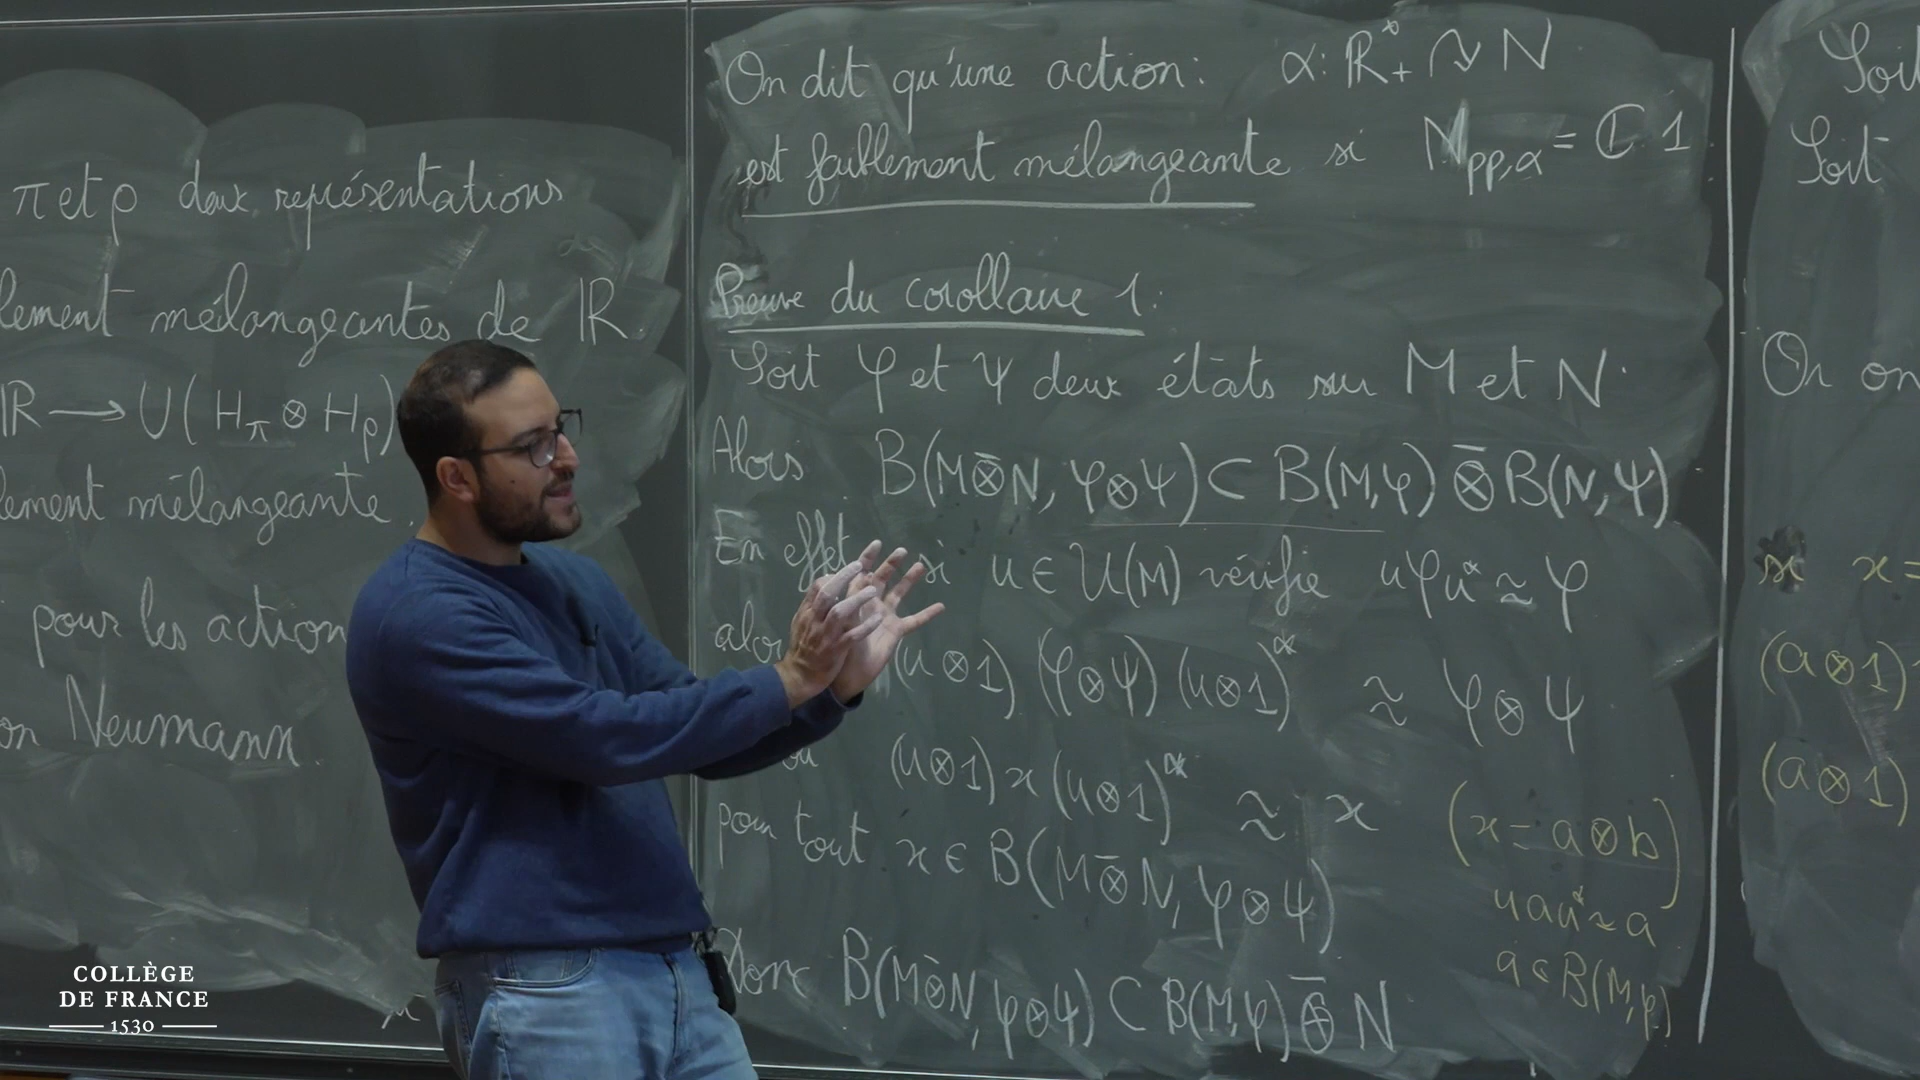 π et ρ deux représentations
lement mélangeantes de ℝ
ℝ ⟶ U(H_π ⊗ H_ρ)
lement mélangeante.
pour les action
on Neumann.
On dit qu'une action : α : ℝ₊* ↷ N
est faiblement mélangeante si N_{pp,α} = ℂ 1
Preuve du corollaire 1 :
Soit φ et ψ deux états sur M et N.
Alors B(M ⊗̄ N, φ⊗ψ) ⊂ B(M,φ) ⊗̄ B(N,ψ)
En effet si u ∈ U(M) vérifie uφu* ≈ φ
alors (u⊗1) (φ⊗ψ) (u⊗1)* ≈ φ⊗ψ
(u⊗1) x (u⊗1)* ≈ x
pour tout x ∈ B(M ⊗̄ N, φ⊗ψ)
(x = a⊗b)
uau* ~ a
a ∈ B(M,φ)
Donc B(M ⊗̄ N, φ⊗ψ) ⊂ B(M,φ) ⊗̄ N
Soit
Soit
On
si x =
(a⊗1)
(a⊗1)
COLLÈGE
DE FRANCE
1530